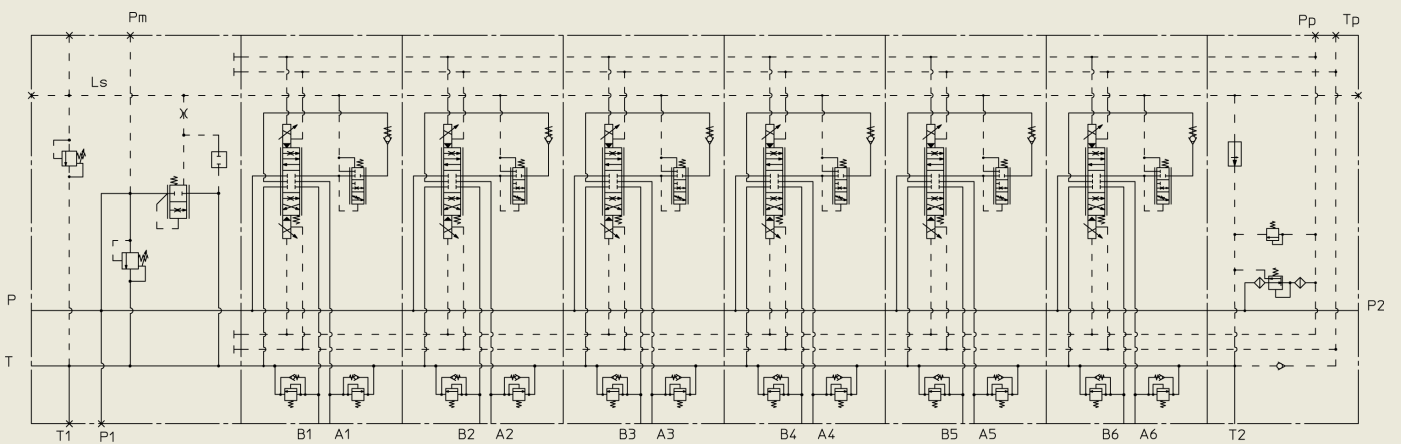 Pm Pp Tp
Ls
P P2
T
T1 P1 B1 A1 B2 A2 B3 A3 B4 A4 B5 A5 B6 A6 T2